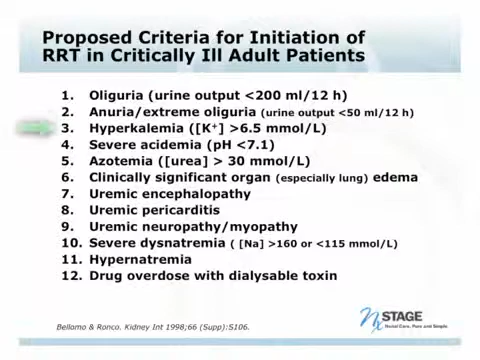 Proposed Criteria for Initiation of
RRT in Critically Ill Adult Patients
1. Oliguria (urine output <200 ml/12 h)
2. Anuria/extreme oliguria (urine output <50 ml/12 h)
3. Hyperkalemia ([K⁺] >6.5 mmol/L)
4. Severe acidemia (pH <7.1)
5. Azotemia ([urea] > 30 mmol/L)
6. Clinically significant organ (especially lung) edema
7. Uremic encephalopathy
8. Uremic pericarditis
9. Uremic neuropathy/myopathy
10. Severe dysnatremia ( [Na] >160 or <115 mmol/L)
11. Hypernatremia
12. Drug overdose with dialysable toxin
Bellomo & Ronco. Kidney Int 1998;66 (Supp):S106.
NxSTAGE
Renal Care, Pure and Simple